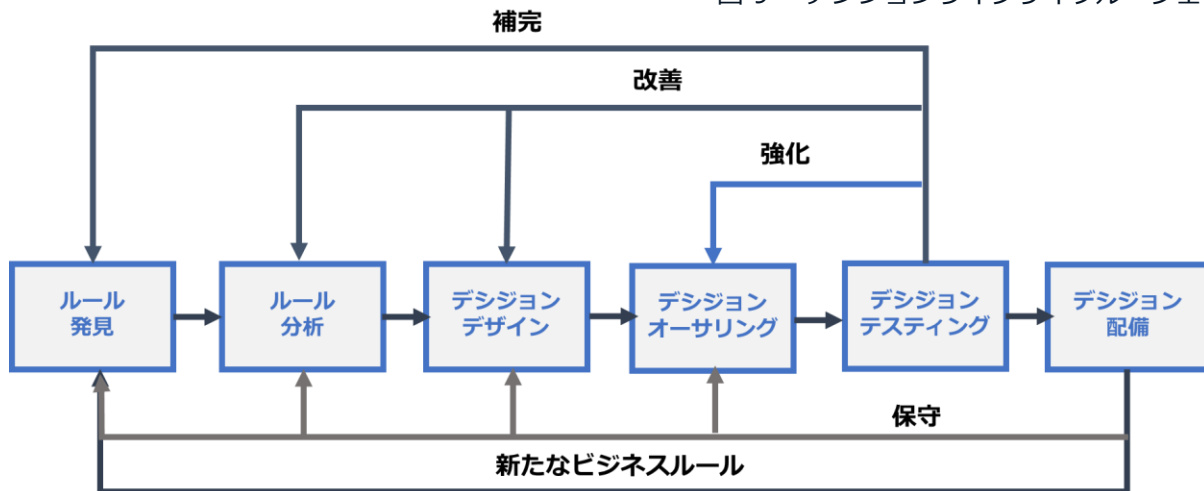 補完
改善
強化
ルール
発見
ルール
分析
デシジョン
デザイン
デシジョン
オーサリング
デシジョン
テスティング
デシジョン
配備
保守
新たなビジネスルール